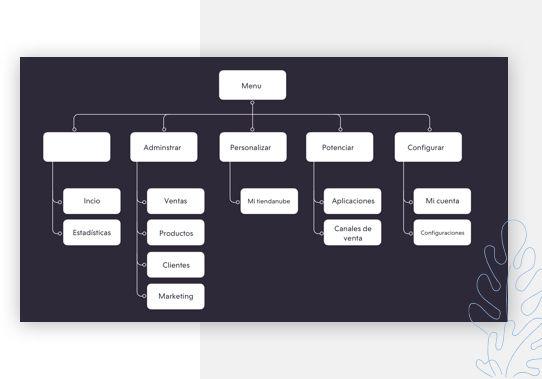 Menu
Adminstrar
Personalizar
Potenciar
Configurar
Incio
Ventas
Mi tiendanube
Aplicaciones
Mi cuenta
Estadísticas
Productos
Canales de
venta
Configuraciones
Clientes
Marketing